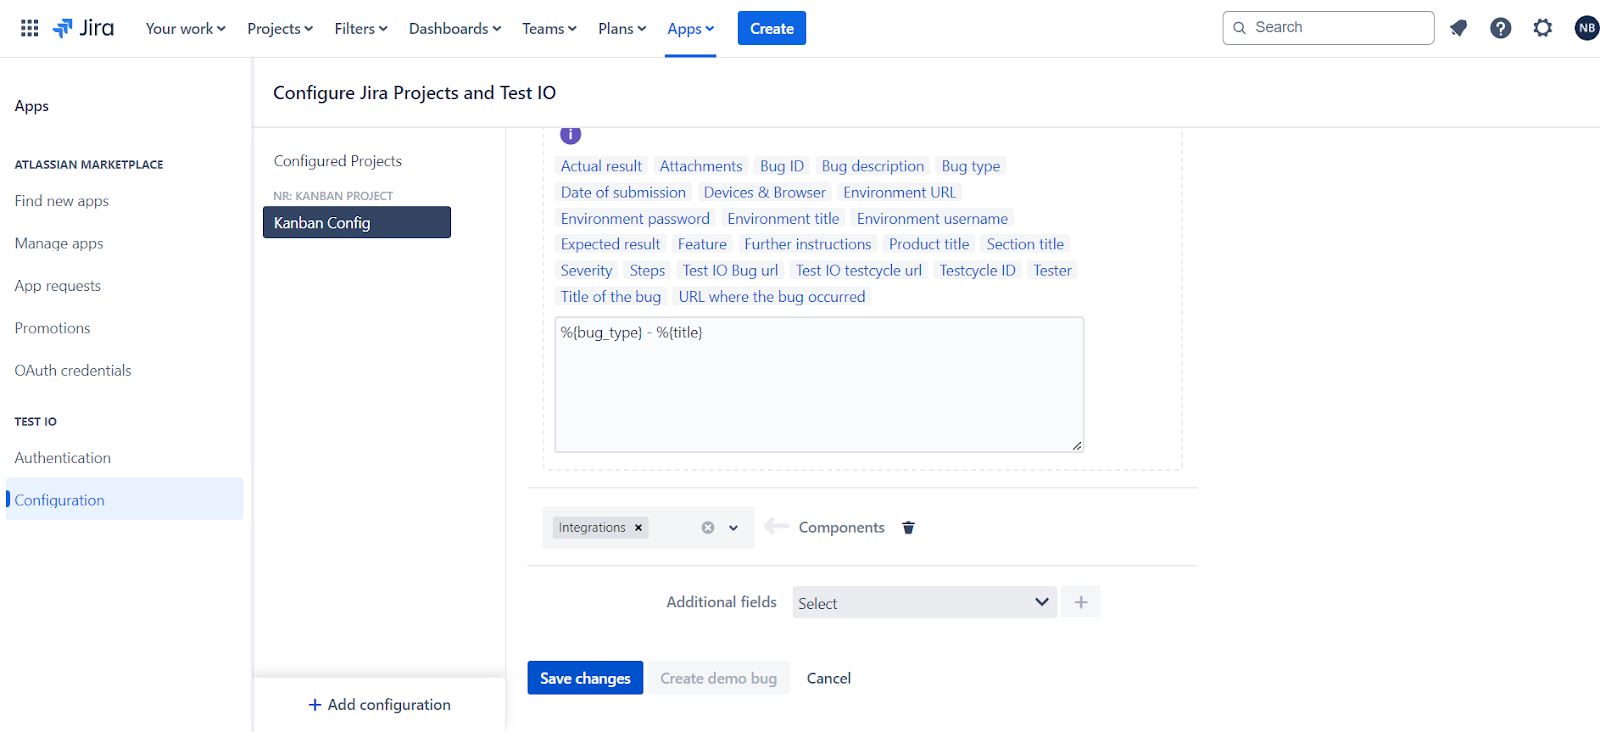 Jira Your work Projects Filters Dashboards Teams Plans Apps Create Search NB
Configure Jira Projects and Test IO
Apps
ATLASSIAN MARKETPLACE
Find new apps
Manage apps
App requests
Promotions
OAuth credentials
TEST IO
Authentication
Configuration
Configured Projects
NR: KANBAN PROJECT
Kanban Config
+ Add configuration
i
Actual result Attachments Bug ID Bug description Bug type
Date of submission Devices & Browser Environment URL
Environment password Environment title Environment username
Expected result Feature Further instructions Product title Section title
Severity Steps Test IO Bug url Test IO testcycle url Testcycle ID Tester
Title of the bug URL where the bug occurred
%{bug_type} - %{title}
Integrations Components
Additional fields Select
Save changes Create demo bug Cancel